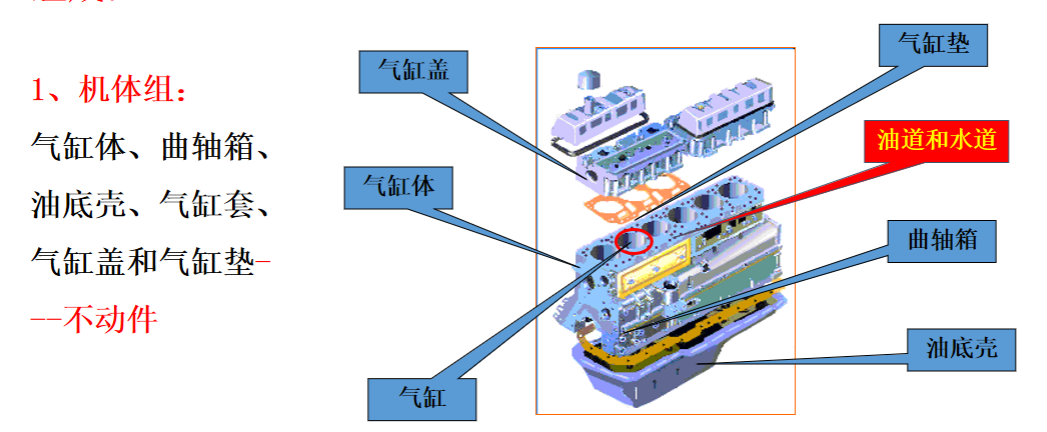 1、机体组：
气缸体、曲轴箱、
油底壳、气缸套、
气缸盖和气缸垫-
--不动件
气缸盖
气缸垫
油道和水道
气缸体
曲轴箱
油底壳
气缸